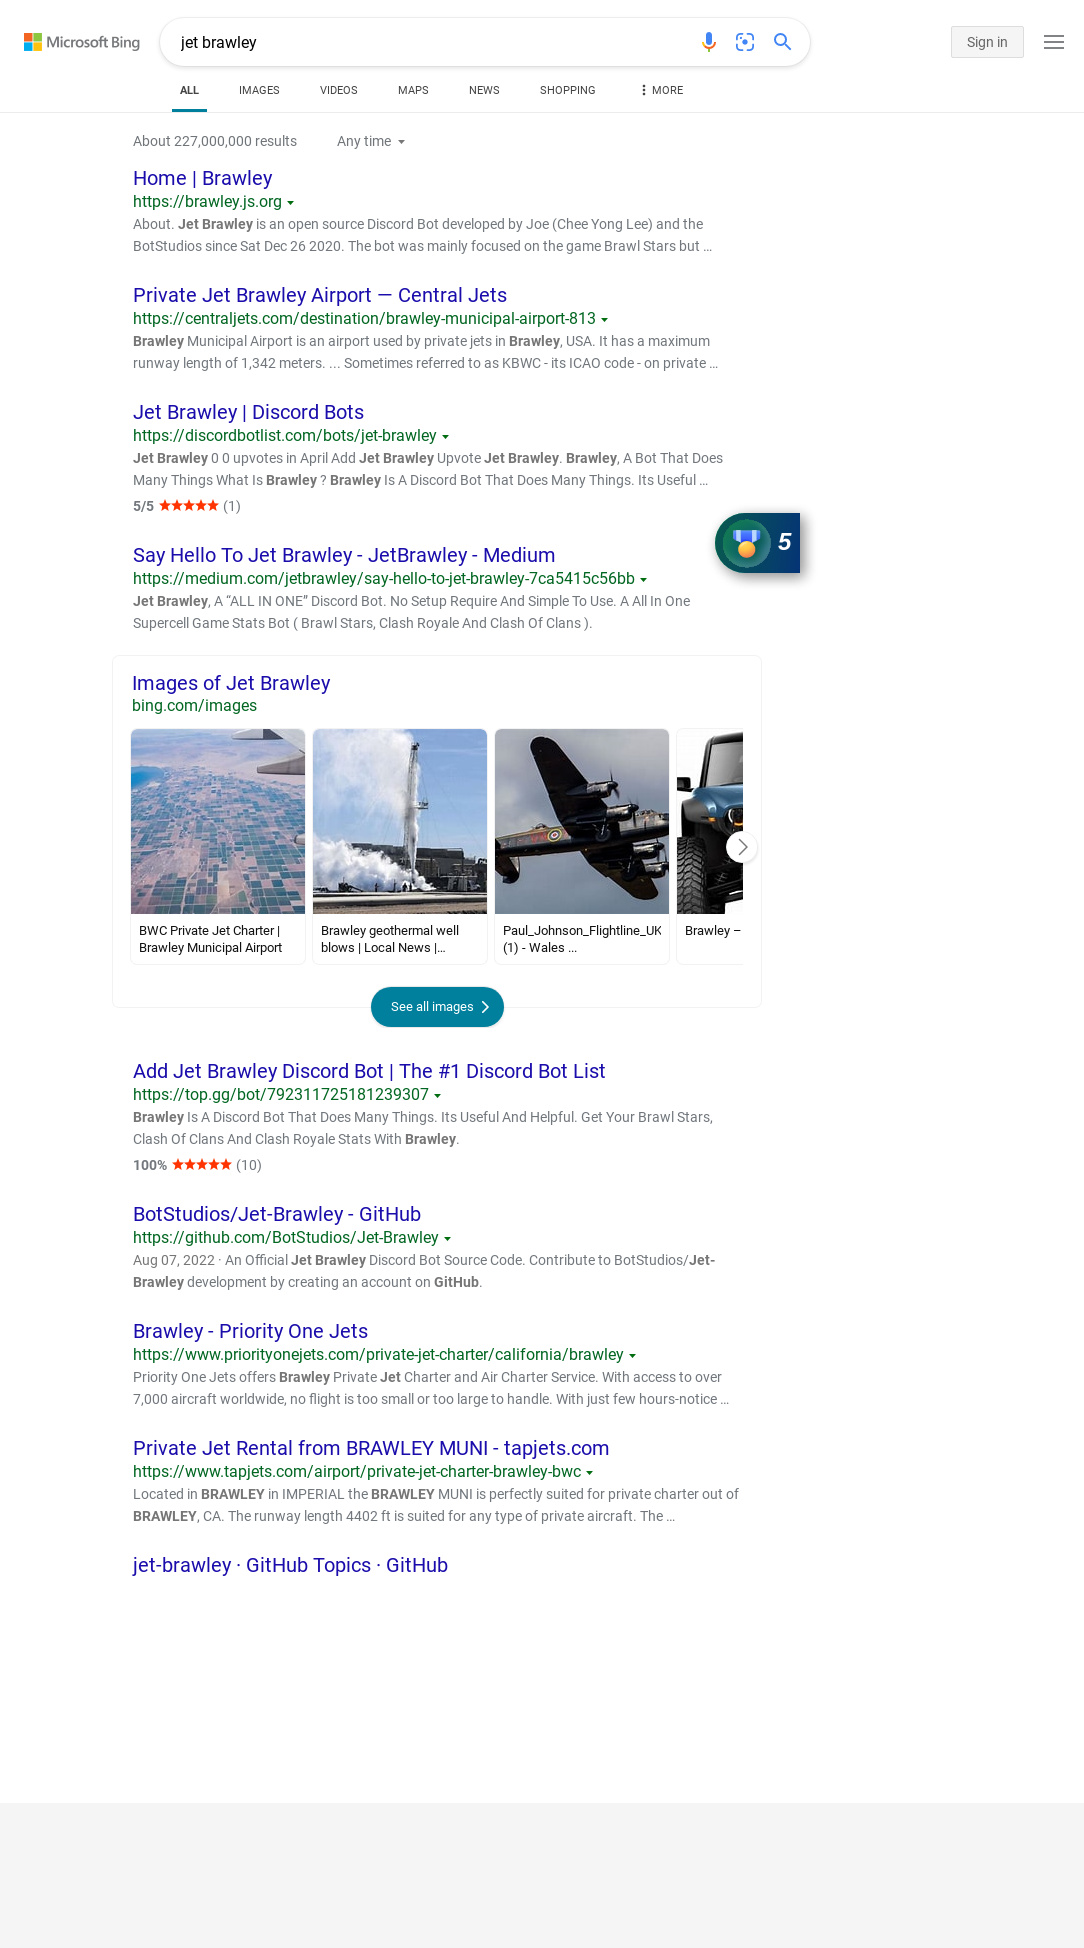 Microsoft Bing
jet brawley
Sign in
ALL IMAGES VIDEOS MAPS NEWS SHOPPING MORE
About 227,000,000 results Any time
Home | Brawley
https://brawley.js.org
About. Jet Brawley is an open source Discord Bot developed by Joe (Chee Yong Lee) and the
BotStudios since Sat Dec 26 2020. The bot was mainly focused on the game Brawl Stars but …
Private Jet Brawley Airport — Central Jets
https://centraljets.com/destination/brawley-municipal-airport-813
Brawley Municipal Airport is an airport used by private jets in Brawley, USA. It has a maximum
runway length of 1,342 meters. ... Sometimes referred to as KBWC - its ICAO code - on private …
Jet Brawley | Discord Bots
https://discordbotlist.com/bots/jet-brawley
Jet Brawley 0 0 upvotes in April Add Jet Brawley Upvote Jet Brawley. Brawley, A Bot That Does
Many Things What Is Brawley ? Brawley Is A Discord Bot That Does Many Things. Its Useful …
5/5 ★★★★★ (1)
5
Say Hello To Jet Brawley - JetBrawley - Medium
https://medium.com/jetbrawley/say-hello-to-jet-brawley-7ca5415c56bb
Jet Brawley, A “ALL IN ONE” Discord Bot. No Setup Require And Simple To Use. A All In One
Supercell Game Stats Bot ( Brawl Stars, Clash Royale And Clash Of Clans ).
Images of Jet Brawley
bing.com/images
BWC Private Jet Charter |
Brawley Municipal Airport
Brawley geothermal well
blows | Local News |…
Paul_Johnson_Flightline_UK
(1) - Wales ...
Brawley –
See all images
Add Jet Brawley Discord Bot | The #1 Discord Bot List
https://top.gg/bot/792311725181239307
Brawley Is A Discord Bot That Does Many Things. Its Useful And Helpful. Get Your Brawl Stars,
Clash Of Clans And Clash Royale Stats With Brawley.
100% ★★★★★ (10)
BotStudios/Jet-Brawley - GitHub
https://github.com/BotStudios/Jet-Brawley
Aug 07, 2022 · An Official Jet Brawley Discord Bot Source Code. Contribute to BotStudios/Jet-
Brawley development by creating an account on GitHub.
Brawley - Priority One Jets
https://www.priorityonejets.com/private-jet-charter/california/brawley
Priority One Jets offers Brawley Private Jet Charter and Air Charter Service. With access to over
7,000 aircraft worldwide, no flight is too small or too large to handle. With just few hours-notice …
Private Jet Rental from BRAWLEY MUNI - tapjets.com
https://www.tapjets.com/airport/private-jet-charter-brawley-bwc
Located in BRAWLEY in IMPERIAL the BRAWLEY MUNI is perfectly suited for private charter out of
BRAWLEY, CA. The runway length 4402 ft is suited for any type of private aircraft. The …
jet-brawley · GitHub Topics · GitHub